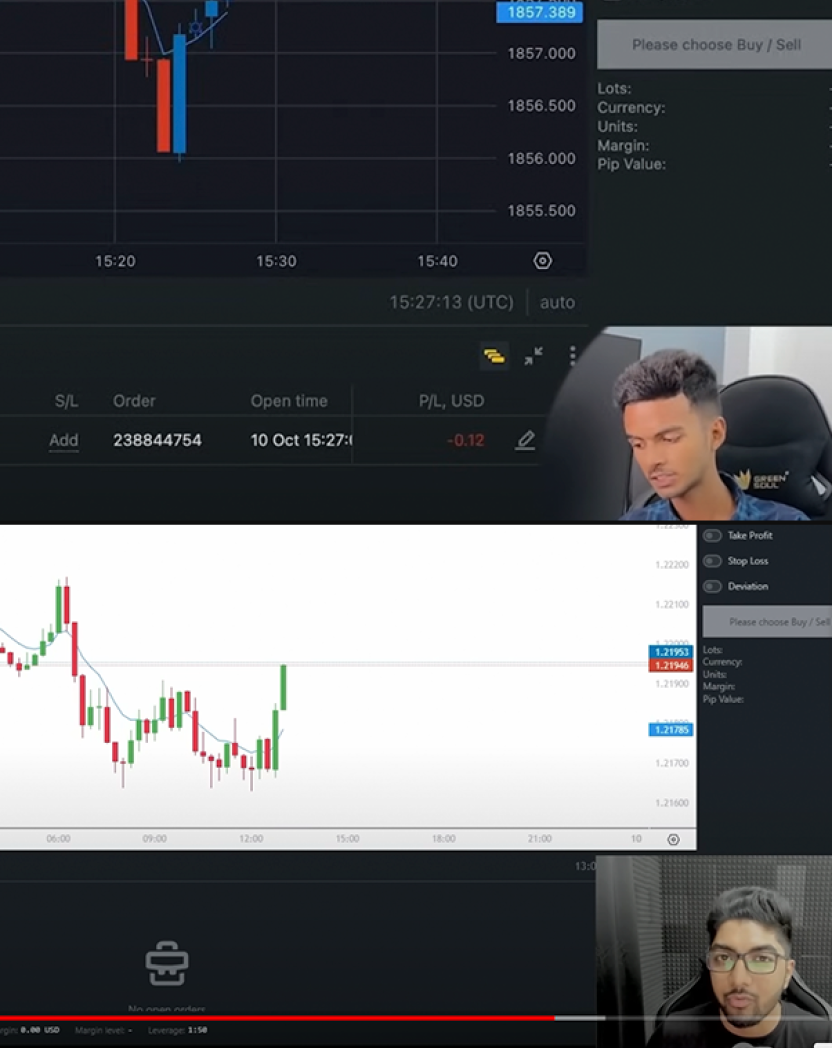 1857.389
Please choose Buy / Sell
1857.000
1856.500
1856.000
1855.500
Lots:
Currency:
Units:
Margin:
Pip Value:
15:20 15:30 15:40
15:27:13 (UTC) auto
S/L Order Open time P/L, USD
Add 238844754 10 Oct 15:27: -0.12
GREEN
SOUL
Take Profit
Stop Loss
Deviation
Please choose Buy / Sell
Lots:
Currency:
Units:
Margin:
Pip Value:
1.22200
1.22100
1.21953
1.21946
1.21900
1.21785
1.21700
1.21600
06:00 09:00 12:00 15:00 18:00 21:00 10
13:0
No open orders
rgin: 0.00 USD Margin level: - Leverage: 1:50